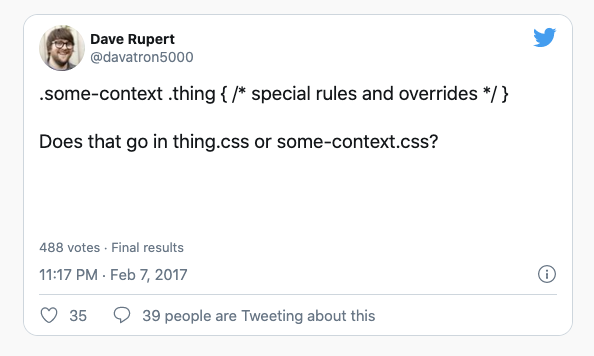 Dave Rupert
@davatron5000
.some-context .thing { /* special rules and overrides */ }
Does that go in thing.css or some-context.css?
488 votes · Final results
11:17 PM · Feb 7, 2017
35 39 people are Tweeting about this